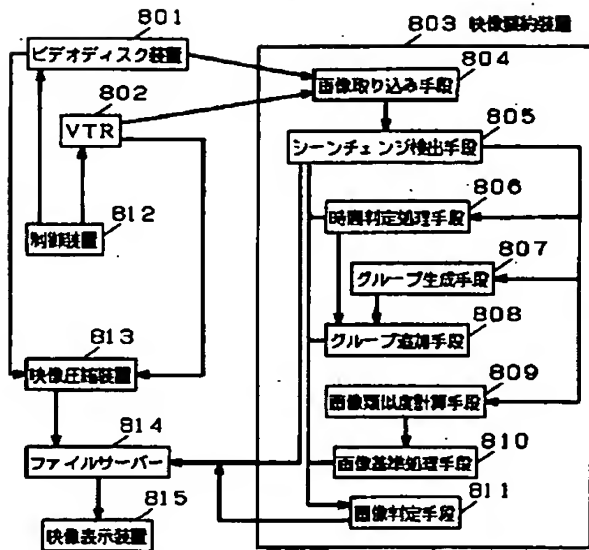 801
ビデオディスク装置
802
VTR
812
制御装置
813
映像圧縮装置
814
ファイルサーバー
815
映像表示装置
803 映像要約装置
804
画像取り込み手段
805
シーンチェンジ検出手段
806
時間判定処理手段
807
グループ生成手段
808
グループ追加手段
809
画像類似度計算手段
810
画像基準処理手段
811
画像判定手段